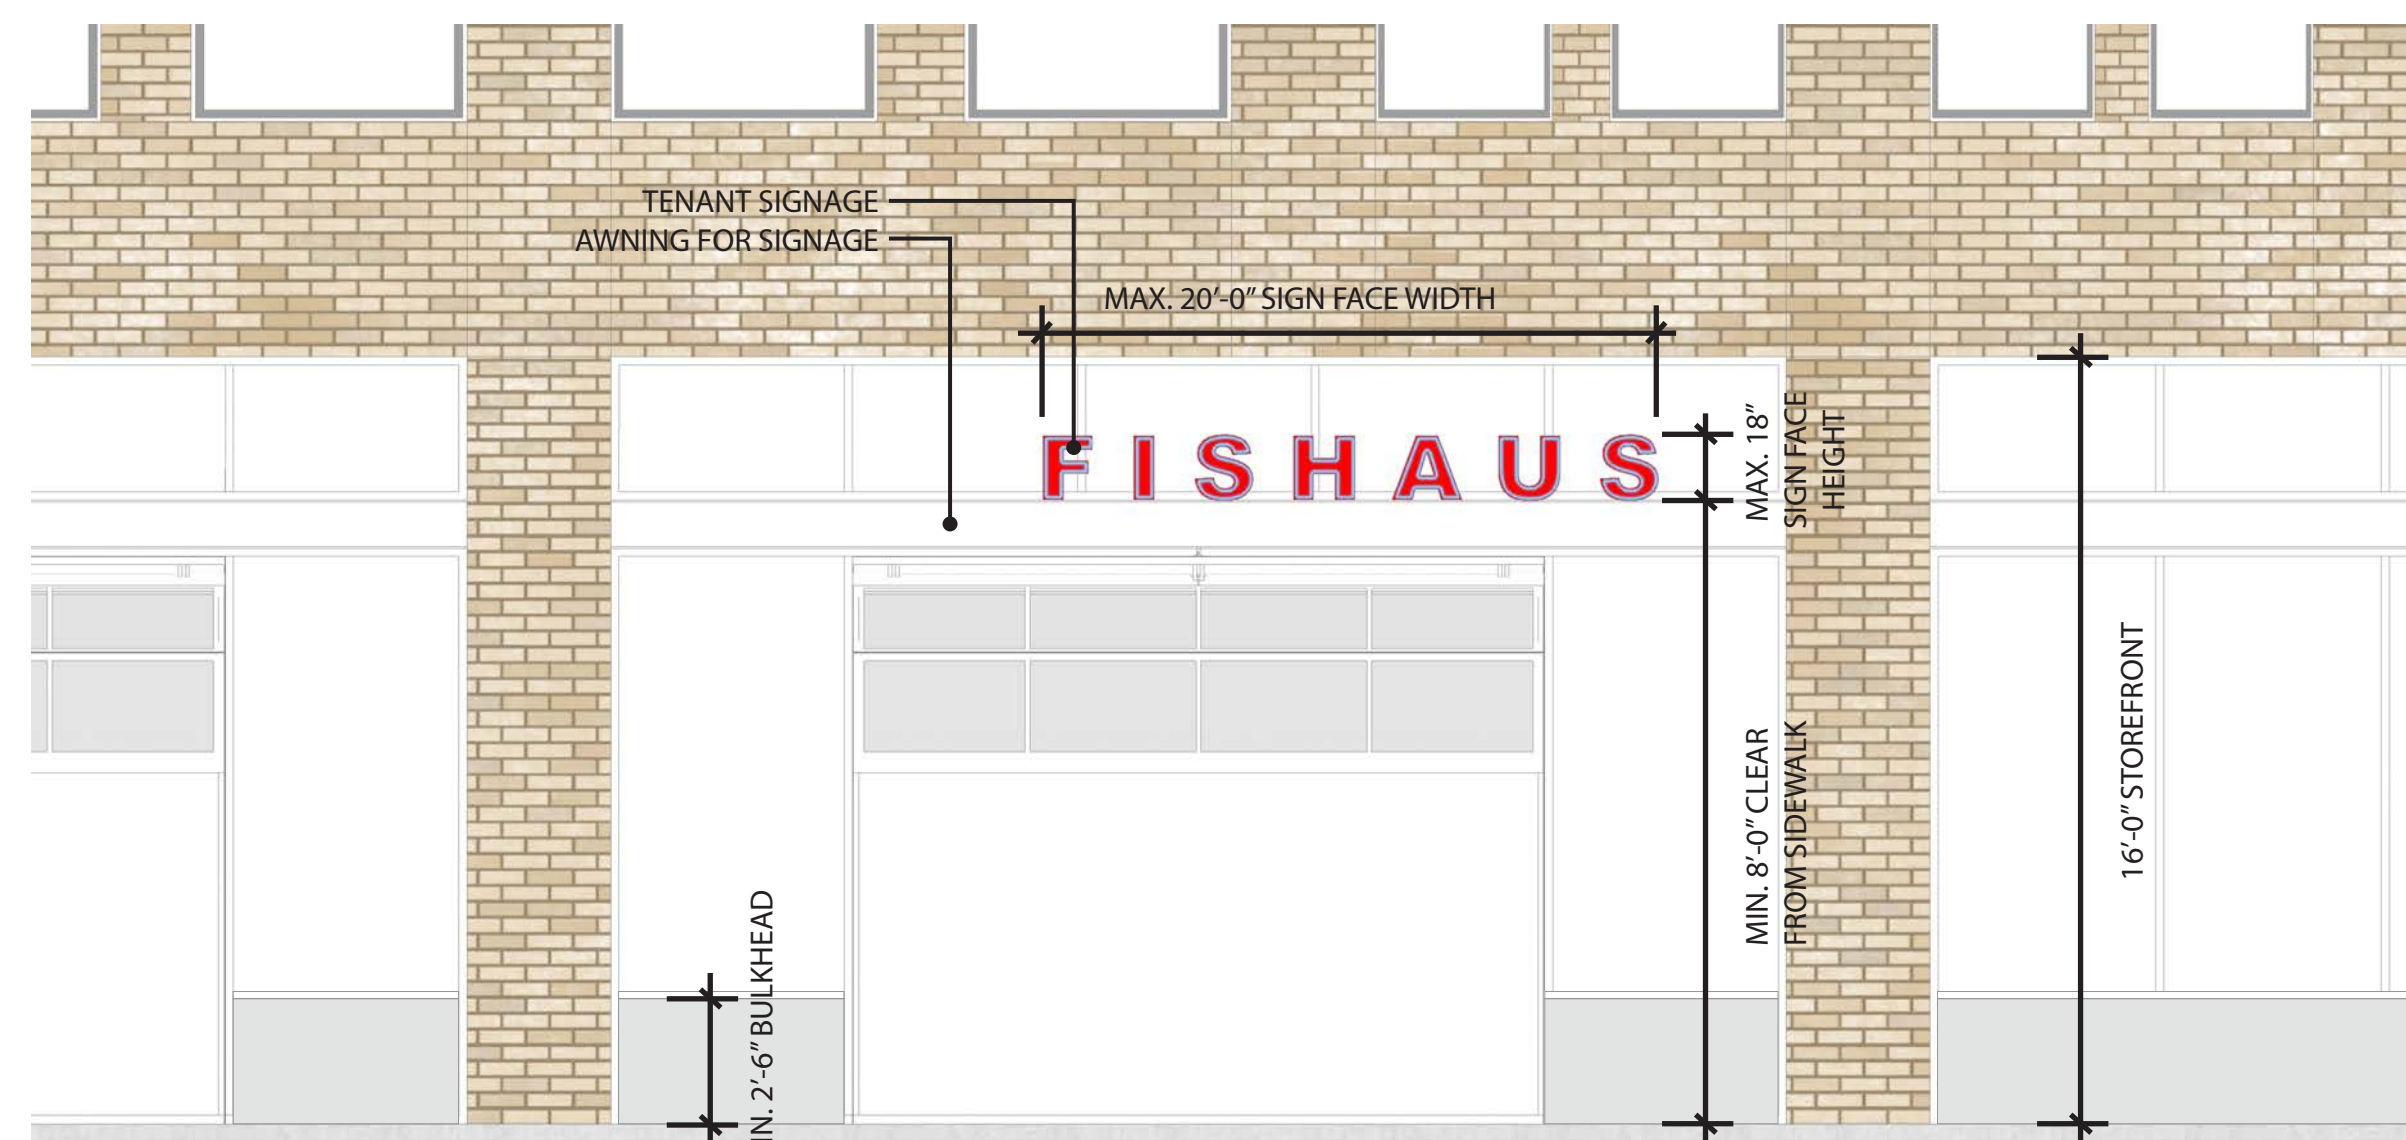 TENANT SIGNAGE
AWNING FOR SIGNAGE
MAX. 20'-0" SIGN FACE WIDTH
FISHAUS
MAX. 18"
SIGN FACE
HEIGHT
MIN. 8'-0" CLEAR
FROM SIDEWALK
16'-0" STOREFRONT
IN. 2'-6" BULKHEAD